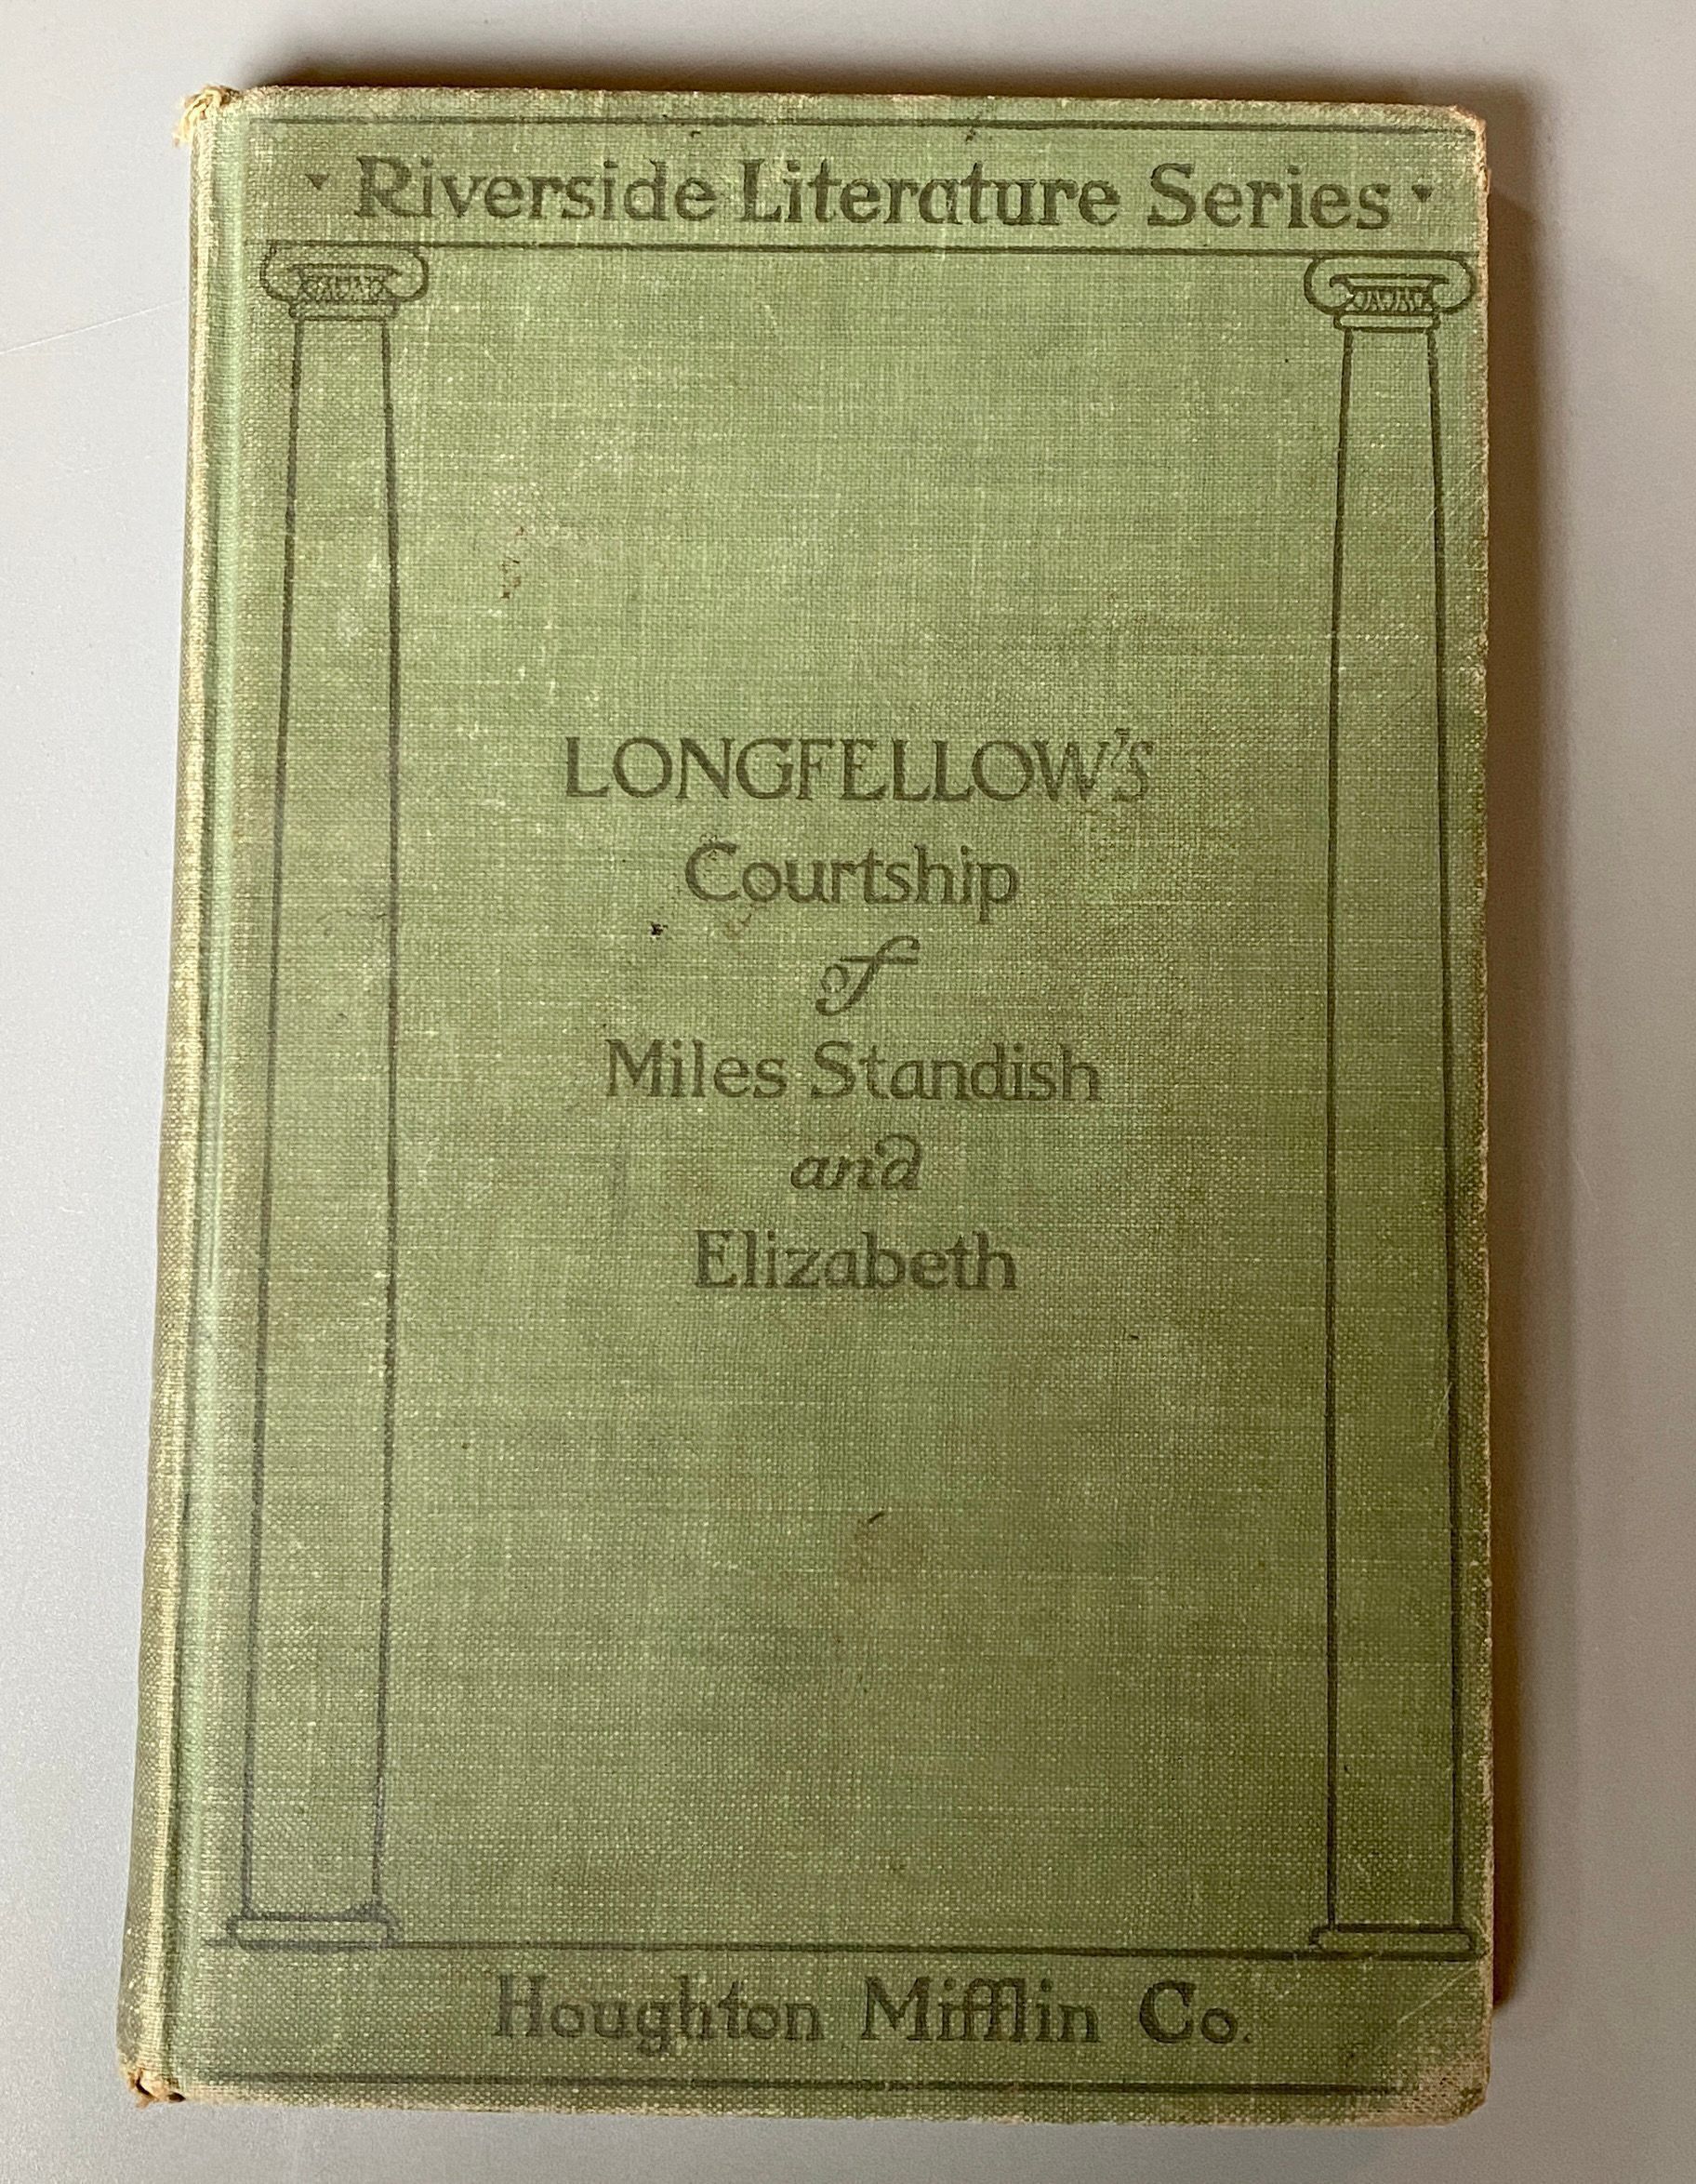 Riverside Literature Series
LONGFELLOW'S
Courtship
of
Miles Standish
and
Elizabeth
Houghton Mifflin Co.